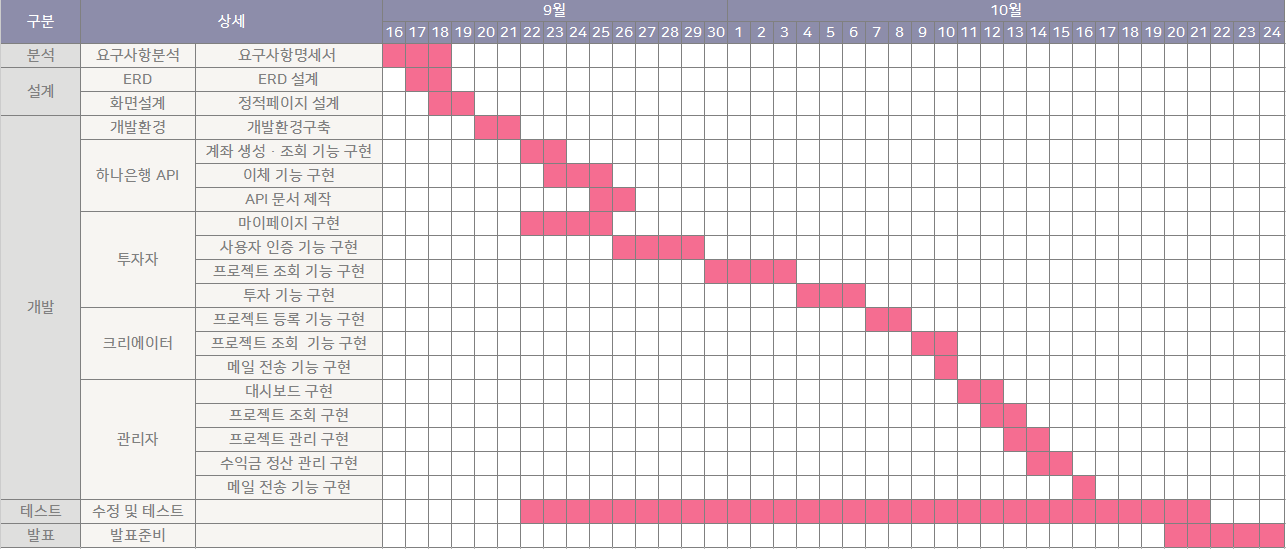 구분 상세 9월 10월
16 17 18 19 20 21 22 23 24 25 26 27 28 29 30 1 2 3 4 5 6 7 8 9 10 11 12 13 14 15 16 17 18 19 20 21 22 23 24
분석 요구사항분석 요구사항명세서
설계 ERD ERD 설계
화면설계 정적페이지 설계
개발 개발환경 개발환경구축
하나은행 API 계좌 생성 · 조회 기능 구현
이체 기능 구현
API 문서 제작
투자자 마이페이지 구현
사용자 인증 기능 구현
프로젝트 조회 기능 구현
투자 기능 구현
크리에이터 프로젝트 등록 기능 구현
프로젝트 조회  기능 구현
메일 전송 기능 구현
관리자 대시보드 구현
프로젝트 조회 구현
프로젝트 관리 구현
수익금 정산 관리 구현
메일 전송 기능 구현
테스트 수정 및 테스트
발표 발표준비